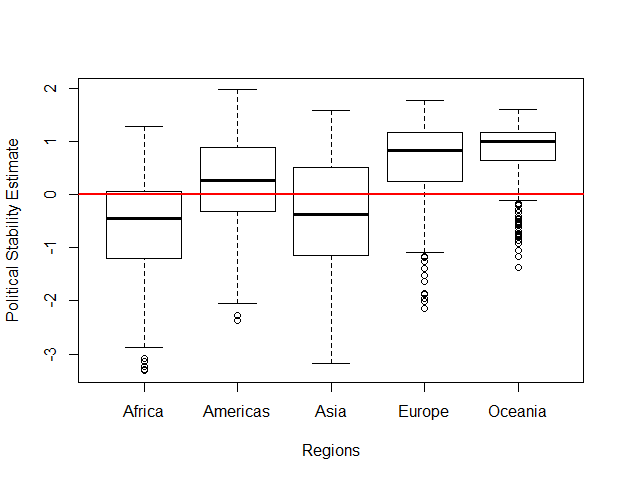 Political Stability Estimate
2
1
0
-1
-2
-3
Africa Americas Asia Europe Oceania
Regions